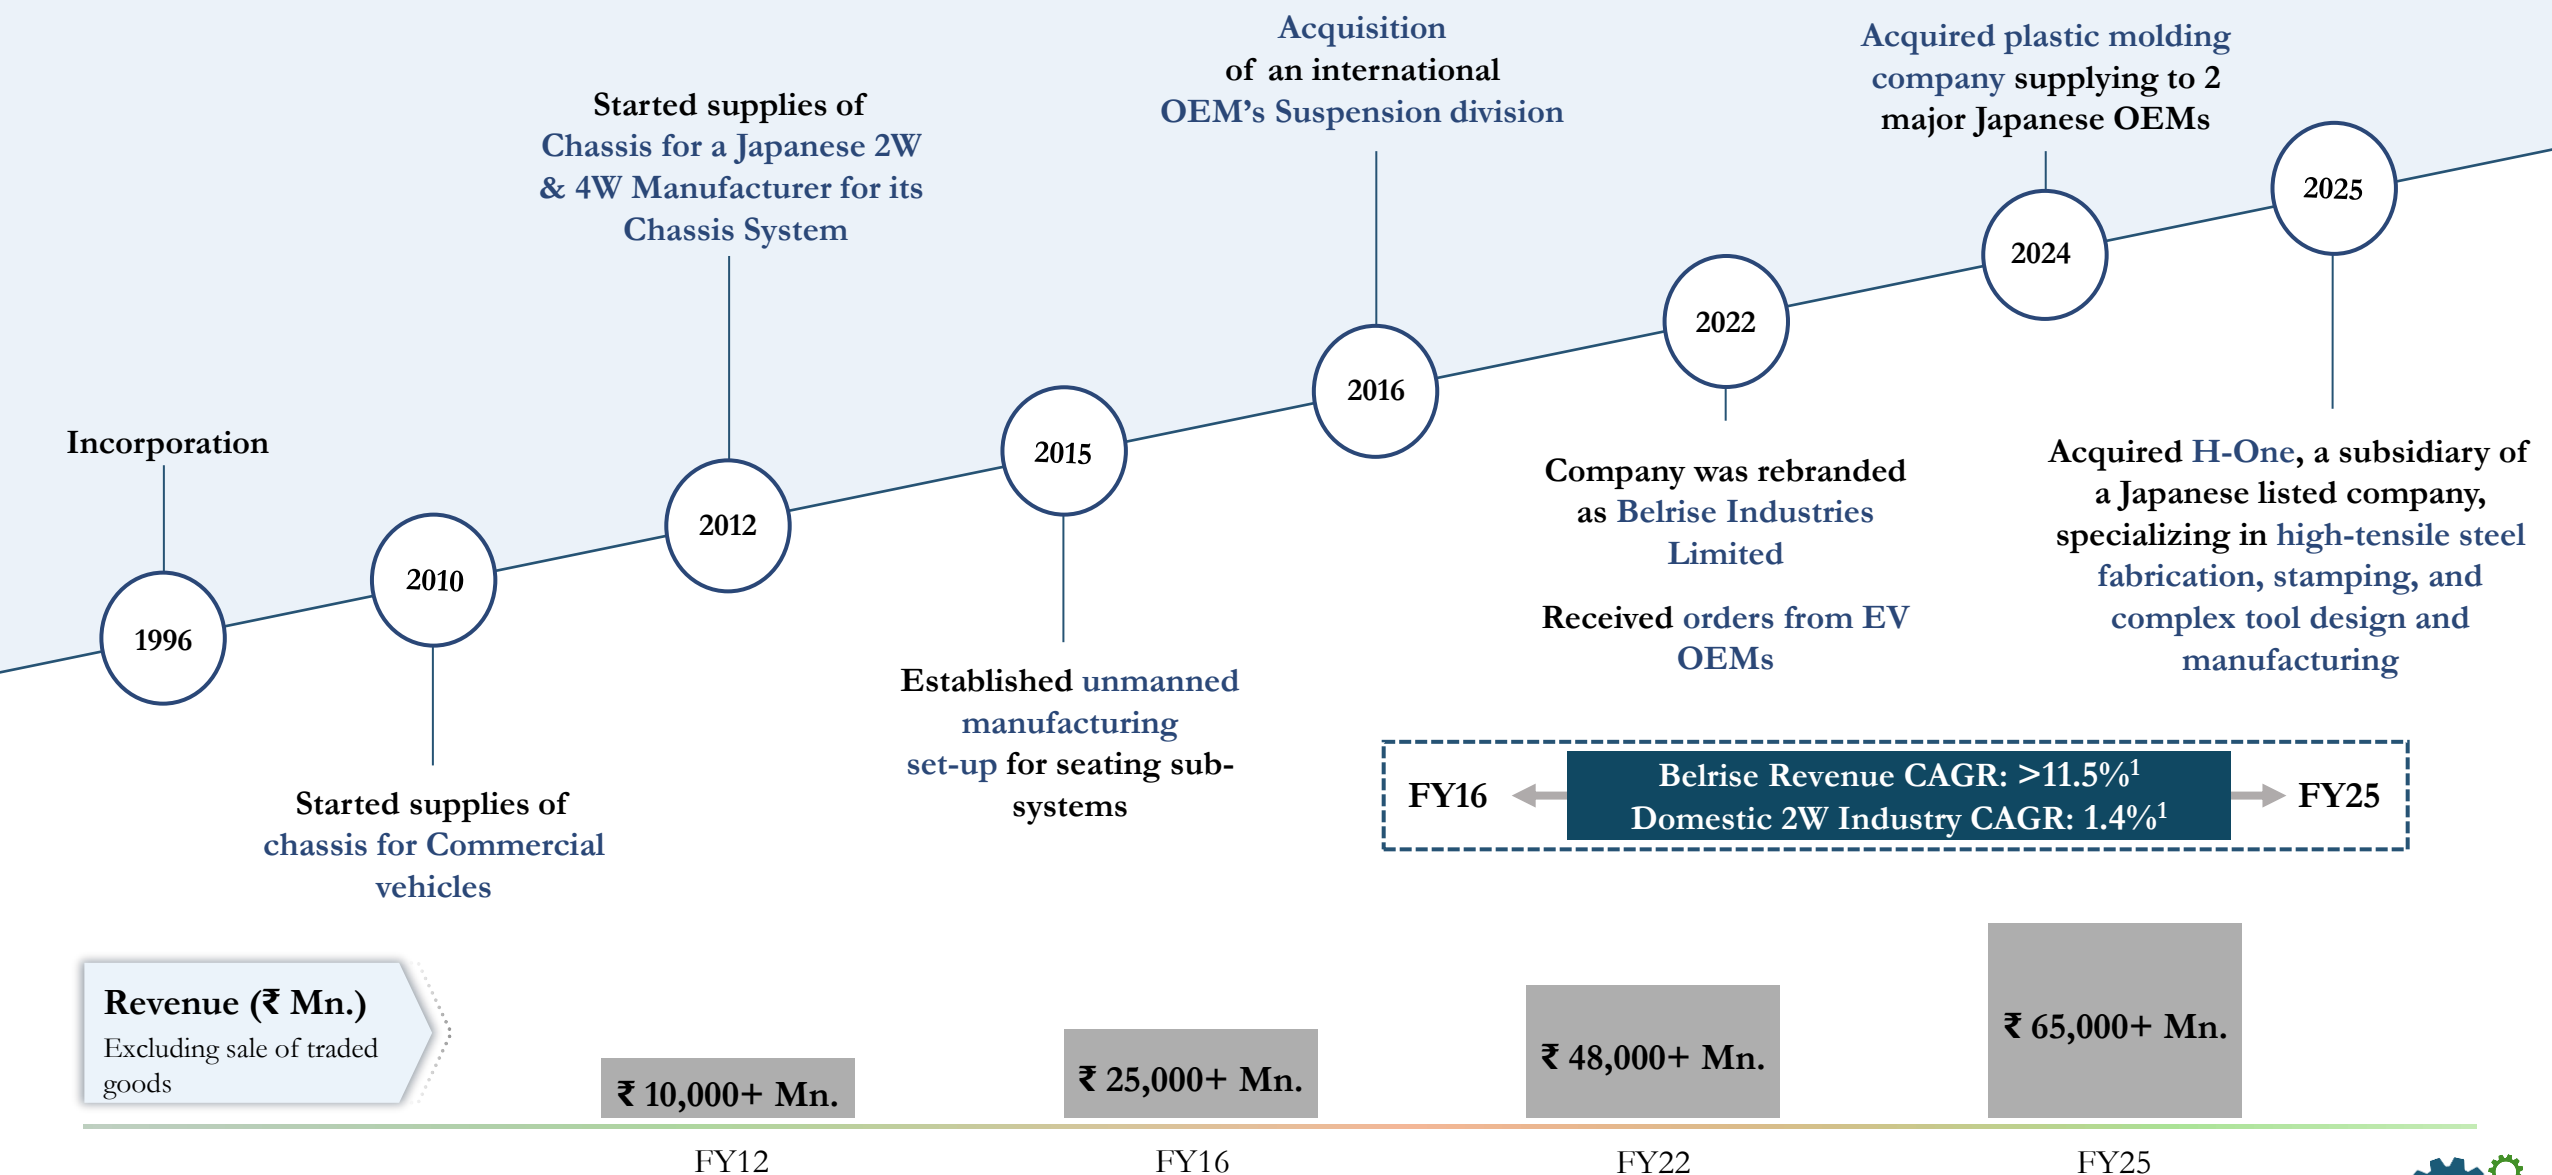 Incorporation
1996
2010
Started supplies of
chassis for Commercial
vehicles
Started supplies of
Chassis for a Japanese 2W
& 4W Manufacturer for its
Chassis System
2012
2015
Established unmanned
manufacturing
set-up for seating sub-
systems
Acquisition
of an international
OEM’s Suspension division
2016
2022
Company was rebranded
as Belrise Industries
Limited
Received orders from EV
OEMs
Acquired plastic molding
company supplying to 2
major Japanese OEMs
2024
2025
Acquired H-One, a subsidiary of
a Japanese listed company,
specializing in high-tensile steel
fabrication, stamping, and
complex tool design and
manufacturing
FY16
Belrise Revenue CAGR: >11.5%¹
Domestic 2W Industry CAGR: 1.4%¹
FY25
Revenue (₹ Mn.)
Excluding sale of traded
goods
₹ 10,000+ Mn.
₹ 25,000+ Mn.
₹ 48,000+ Mn.
₹ 65,000+ Mn.
FY12
FY16
FY22
FY25